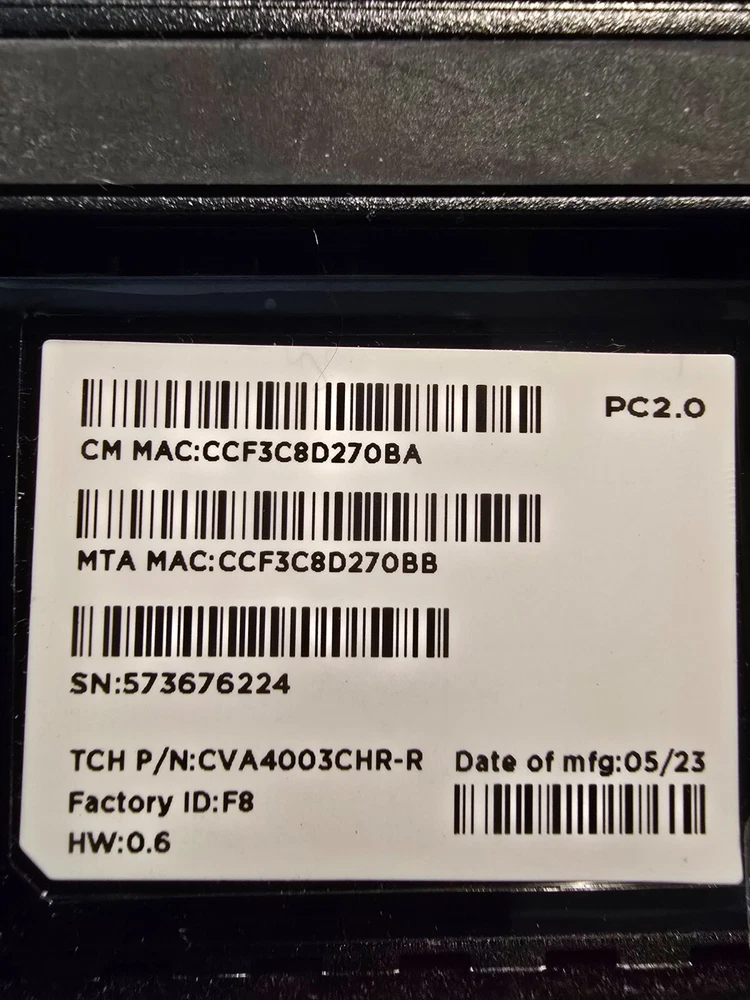 PC2.0
CM MAC:CCF3C8D270BA
MTA MAC:CCF3C8D270BB
SN:573676224
TCH P/N:CVA4003CHR-R
Date of mfg:05/23
Factory ID:F8
HW:0.6